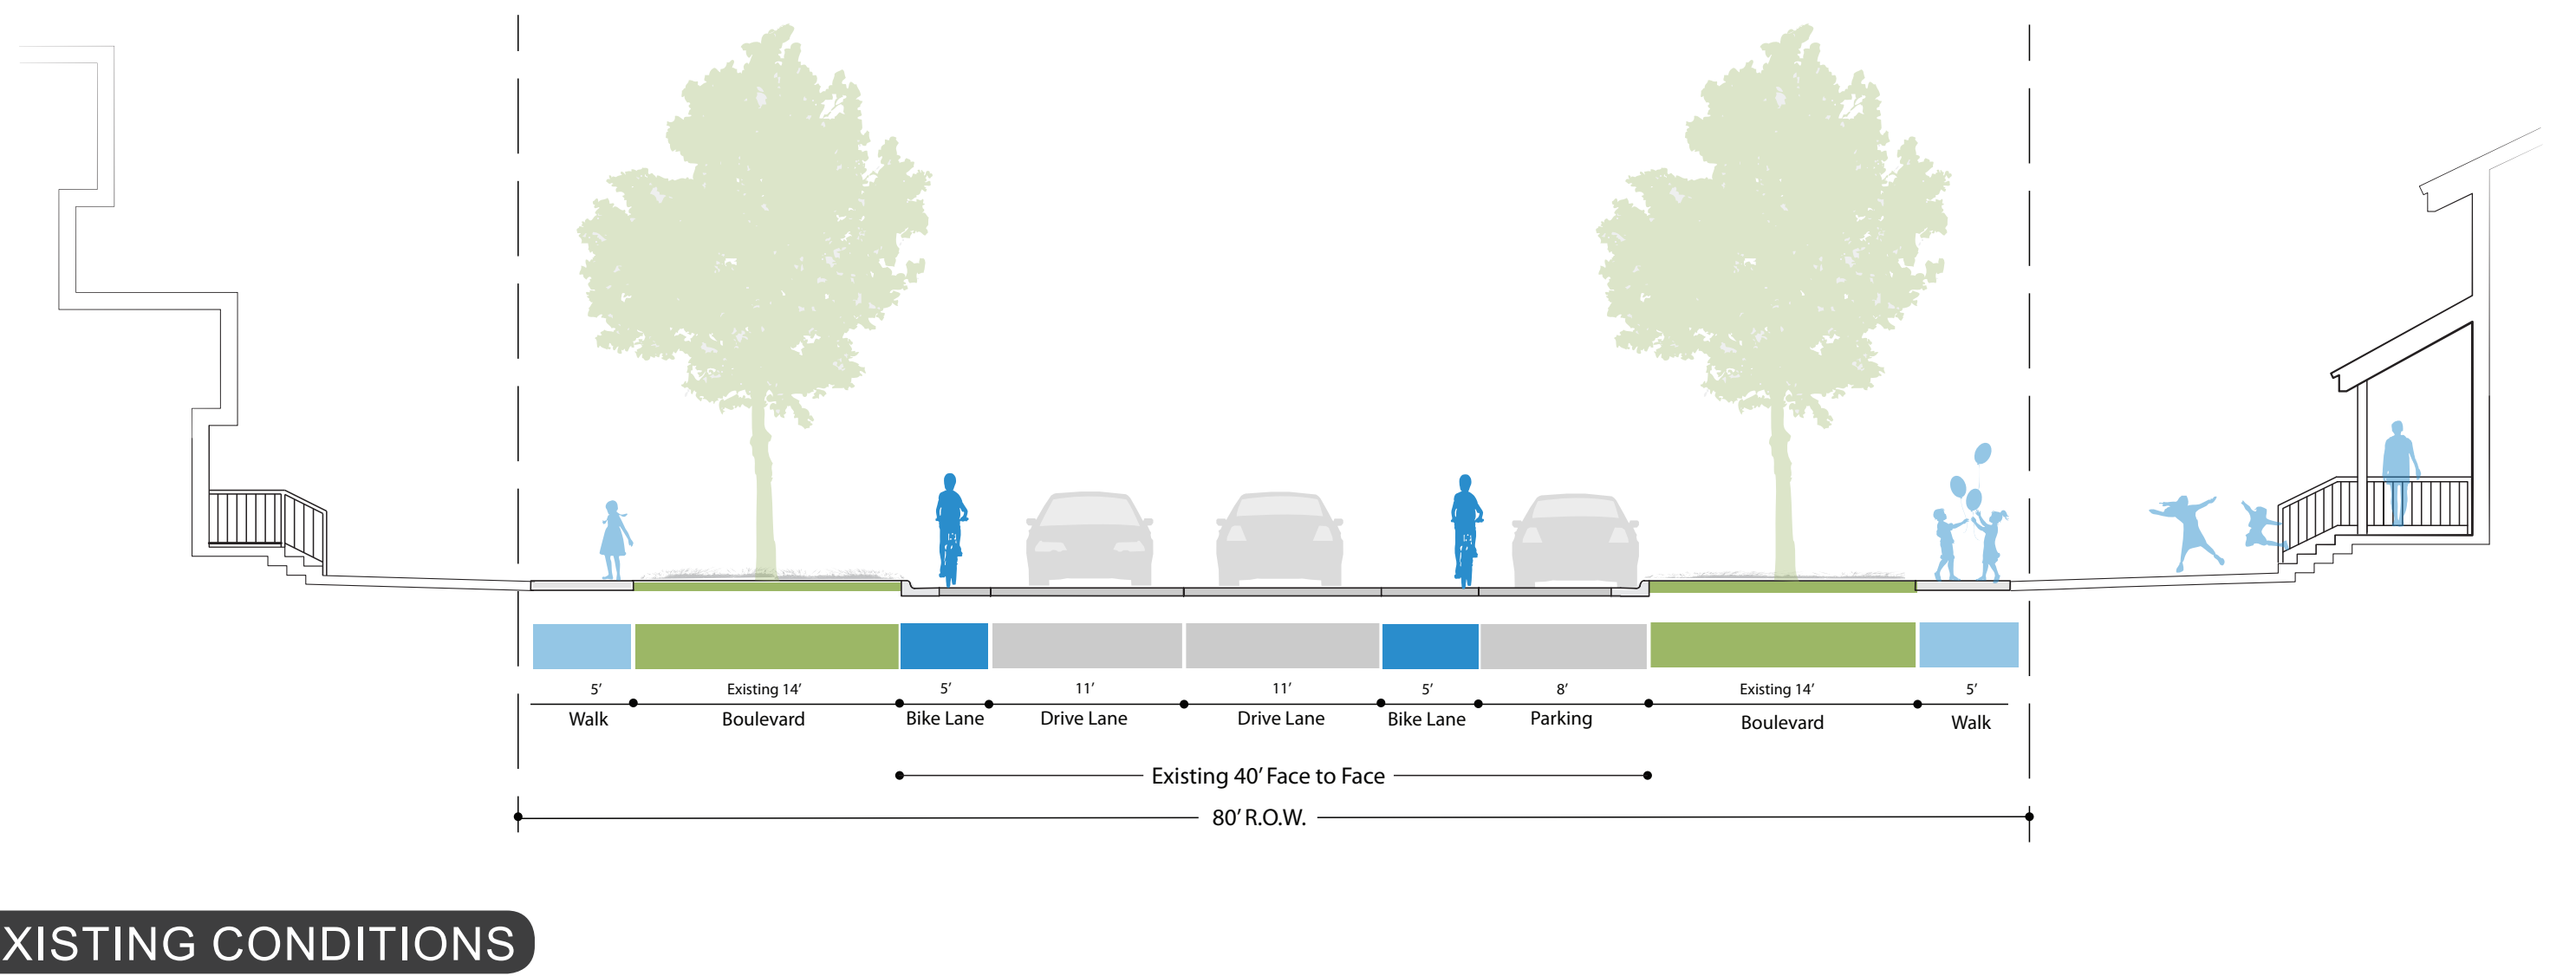 5’ Existing 14’ 5’ 11’ 11’ 5’ 8’ Existing 14’ 5’
Walk Boulevard Bike Lane Drive Lane Drive Lane Bike Lane Parking Boulevard Walk
Existing 40’ Face to Face
80’ R.O.W.
XISTING CONDITIONS